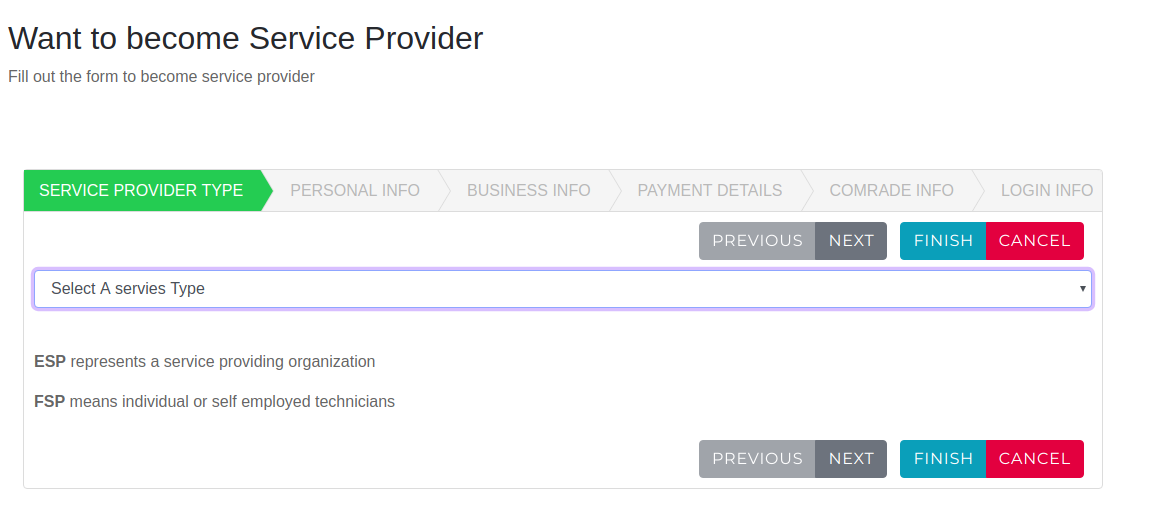 Want to become Service Provider
Fill out the form to become service provider
SERVICE PROVIDER TYPE PERSONAL INFO BUSINESS INFO PAYMENT DETAILS COMRADE INFO LOGIN INFO
PREVIOUS NEXT FINISH CANCEL
Select A servies Type
ESP represents a service providing organization
FSP means individual or self employed technicians
PREVIOUS NEXT FINISH CANCEL